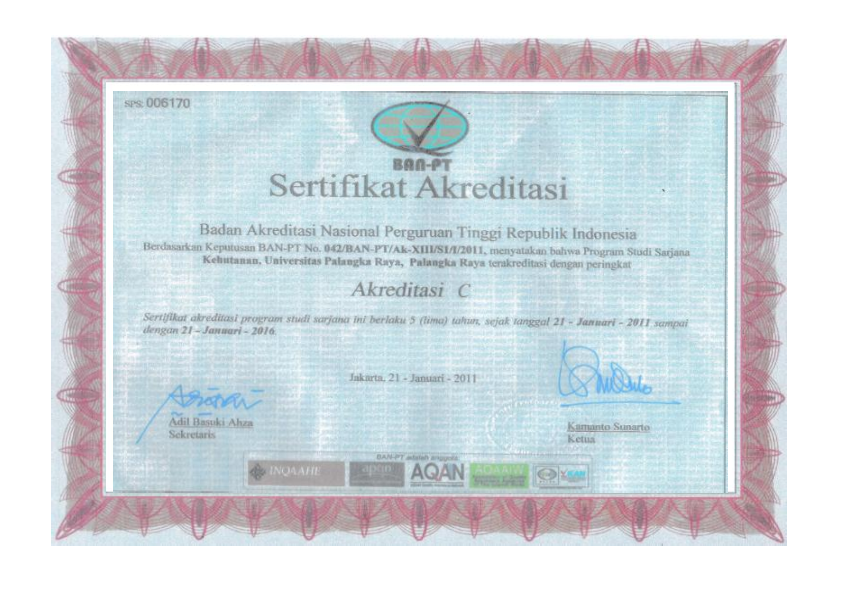 SPS: 006170
BAN-PT
Sertifikat Akreditasi
Badan Akreditasi Nasional Perguruan Tinggi Republik Indonesia
Berdasarkan Keputusan BAN-PT No. 042/BAN-PT/Ak-XIII/S1/I/2011, menyatakan bahwa Program Studi Sarjana
Kehutanan, Universitas Palangka Raya, Palangka Raya terakreditasi dengan peringkat
Akreditasi C
Sertifikat akreditasi program studi sarjana ini berlaku 5 (lima) tahun, sejak tanggal 21 - Januari - 2011 sampai
dengan 21 - Januari - 2016.
Jakarta, 21 - Januari - 2011
Adil Basuki Ahza
Sekretaris
Kamanto Sunarto
Ketua
BAN-PT adalah anggota
INQAAHE
apqn
AQAN
AQAAIW